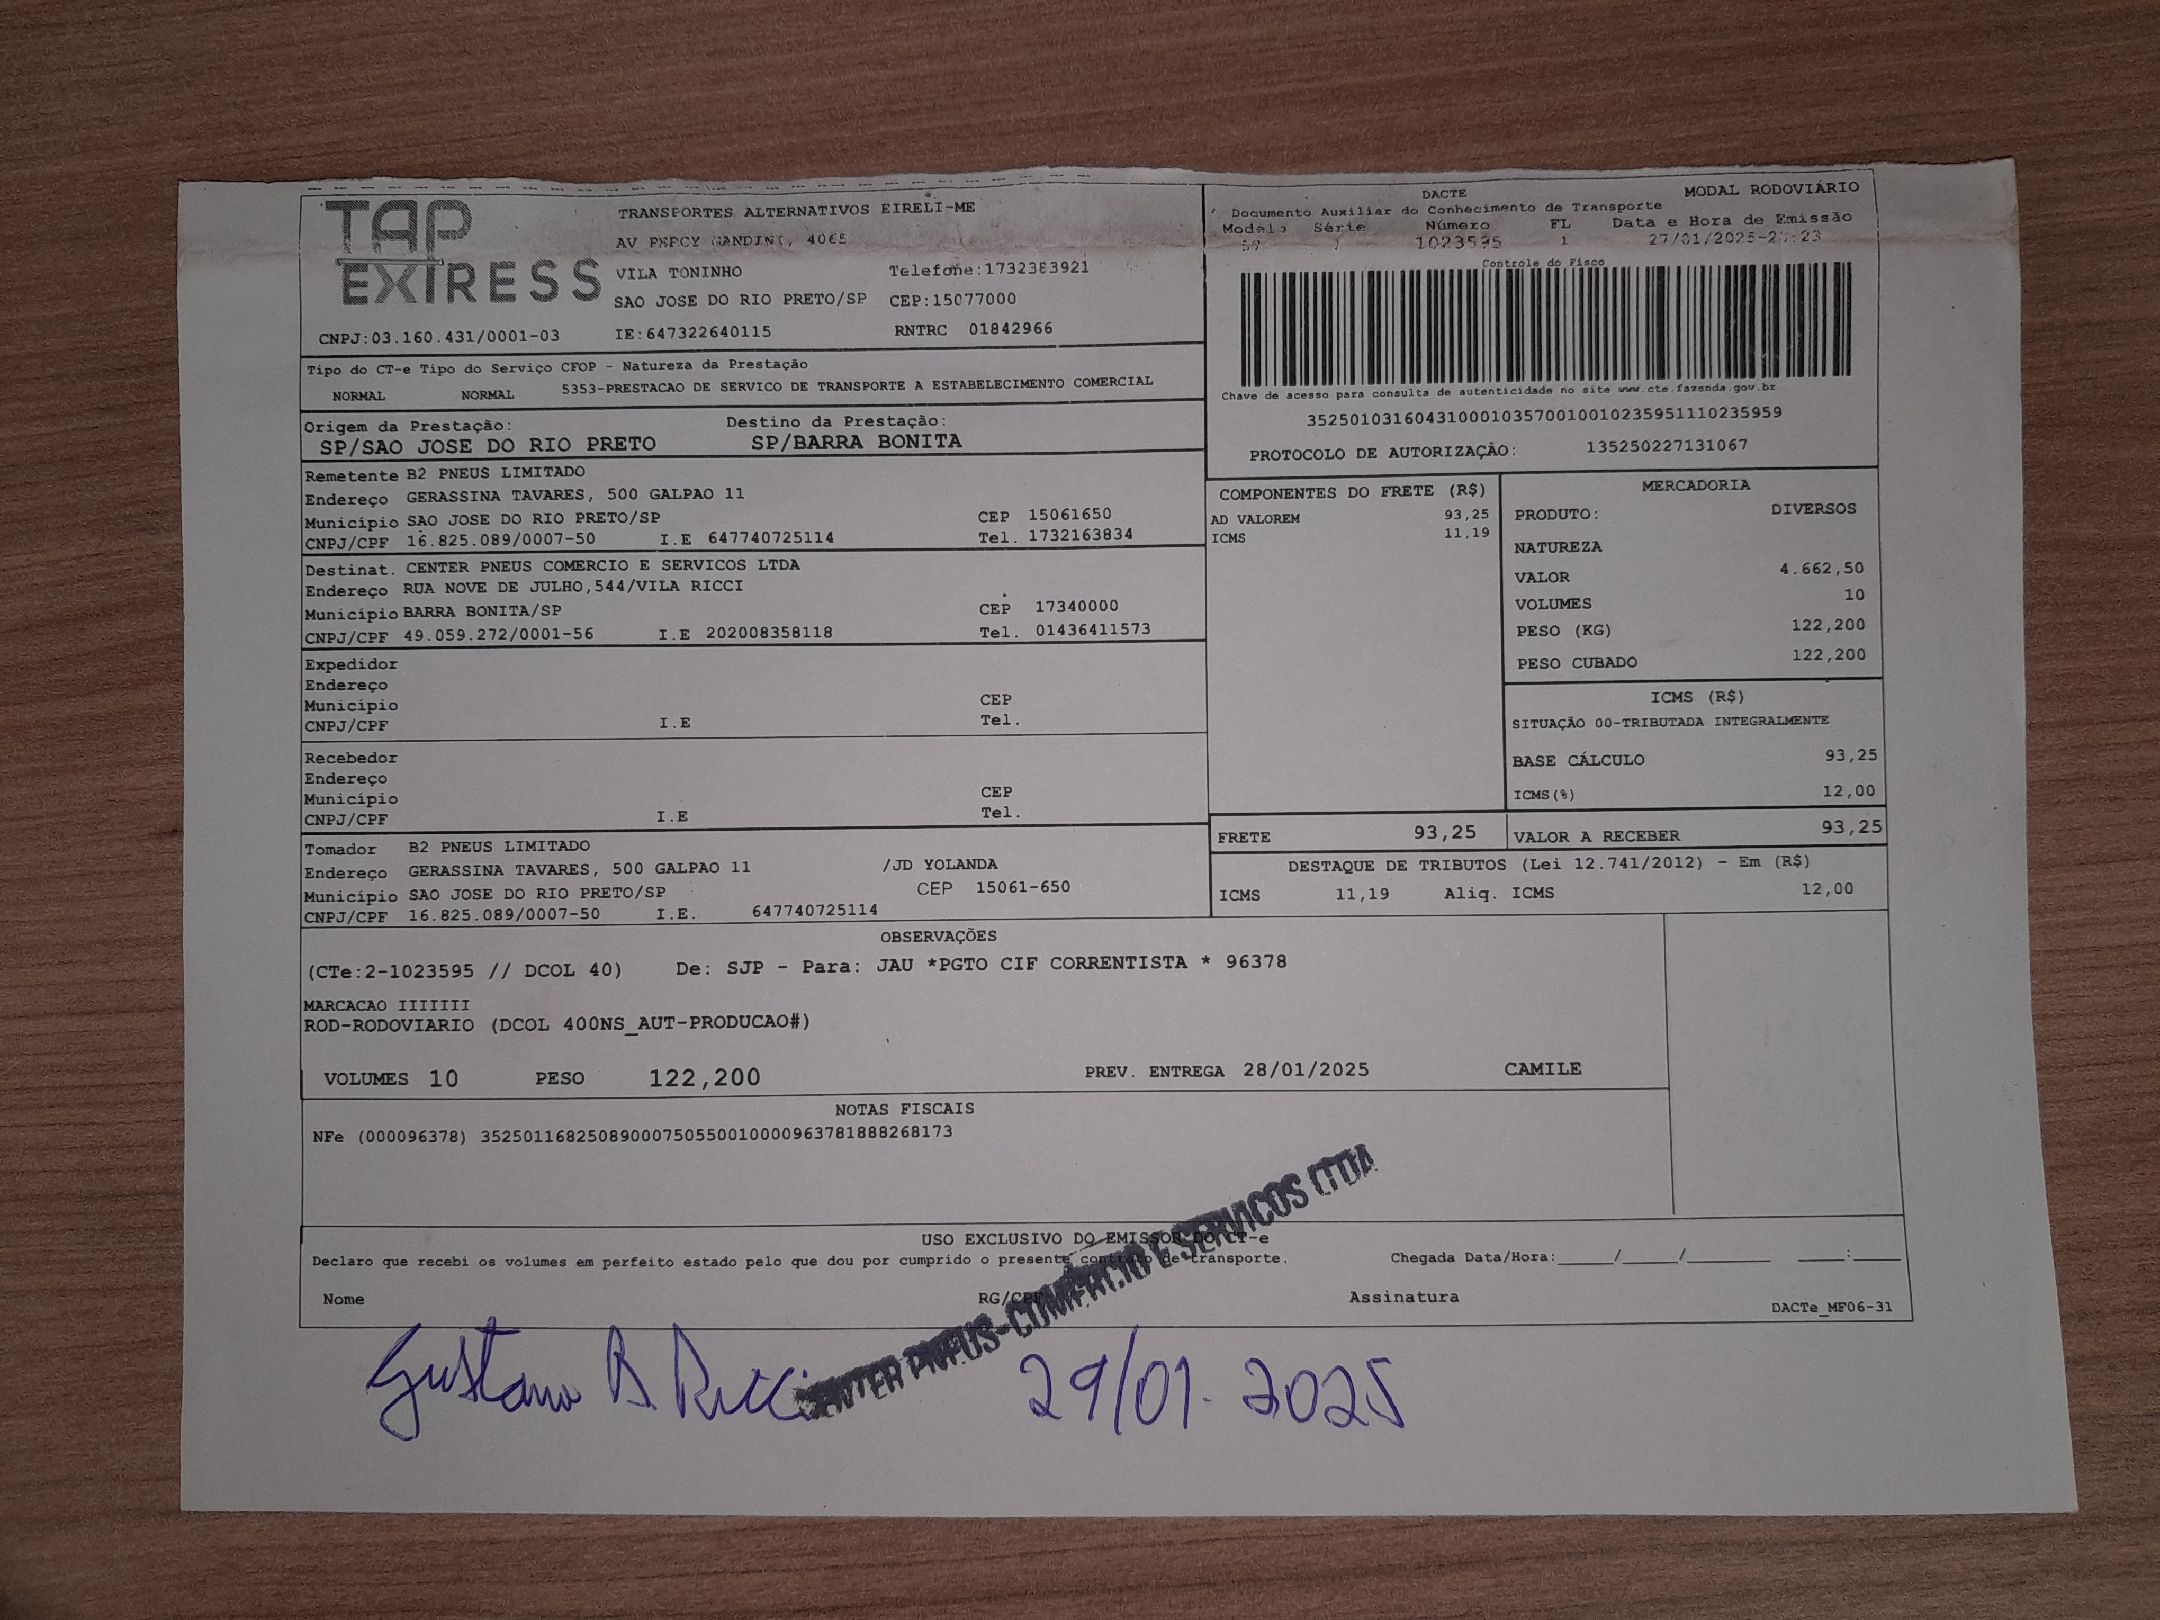 TAP
EXPRESS
TRANSPORTES ALTERNATIVOS EIRELI-ME
AV PERCY GANDINI, 4065
VILA TONINHO Telefone:1732383921
SAO JOSE DO RIO PRETO/SP CEP:15077000
CNPJ:03.160.431/0001-03 IE:647322640115 RNTRC 01842966
DACTE MODAL RODOVIÁRIO
Documento Auxiliar do Conhecimento de Transporte
Modelo Série Número FL Data e Hora de Emissão
1 1023595 1 27/01/2025
Controle do Fisco
Chave de acesso para consulta de autenticidade no site www.cte.fazenda.gov.br
35250103160431000103570010010235951110235959
PROTOCOLO DE AUTORIZAÇÃO: 135250227131067
Tipo do CT-e Tipo do Serviço CFOP - Natureza da Prestação
NORMAL NORMAL 5353-PRESTACAO DE SERVICO DE TRANSPORTE A ESTABELECIMENTO COMERCIAL
Origem da Prestação: Destino da Prestação:
SP/SAO JOSE DO RIO PRETO SP/BARRA BONITA
Remetente B2 PNEUS LIMITADO
Endereço GERASSINA TAVARES, 500 GALPAO 11
Município SAO JOSE DO RIO PRETO/SP CEP 15061650
CNPJ/CPF 16.825.089/0007-50 I.E 647740725114 Tel. 1732163834
Destinat. CENTER PNEUS COMERCIO E SERVICOS LTDA
Endereço RUA NOVE DE JULHO,544/VILA RICCI
Município BARRA BONITA/SP CEP 17340000
CNPJ/CPF 49.059.272/0001-56 I.E 202008358118 Tel. 01436411573
Expedidor
Endereço
Município CEP
CNPJ/CPF I.E Tel.
Recebedor
Endereço
Município CEP
CNPJ/CPF I.E Tel.
Tomador B2 PNEUS LIMITADO
Endereço GERASSINA TAVARES, 500 GALPAO 11 /JD YOLANDA
Município SAO JOSE DO RIO PRETO/SP CEP 15061-650
CNPJ/CPF 16.825.089/0007-50 I.E. 647740725114
COMPONENTES DO FRETE (R$)
AD VALOREM 93,25
ICMS 11,19
MERCADORIA
PRODUTO: DIVERSOS
NATUREZA
VALOR 4.662,50
VOLUMES 10
PESO (KG) 122,200
PESO CUBADO 122,200
ICMS (R$)
SITUAÇÃO 00-TRIBUTADA INTEGRALMENTE
BASE CÁLCULO 93,25
ICMS(%) 12,00
FRETE 93,25 VALOR A RECEBER 93,25
DESTAQUE DE TRIBUTOS (Lei 12.741/2012) - Em (R$)
ICMS 11,19 Aliq. ICMS 12,00
OBSERVAÇÕES
(CTe:2-1023595 // DCOL 40) De: SJP - Para: JAU *PGTO CIF CORRENTISTA * 96378
MARCACAO IIIIIII
ROD-RODOVIARIO (DCOL 400NS_AUT-PRODUCAO#)
VOLUMES 10 PESO 122,200 PREV. ENTREGA 28/01/2025 CAMILE
NOTAS FISCAIS
NFe (000096378) 35250116825089000750550010000963781888268173
USO EXCLUSIVO DO EMISSOR DO CT-e
Declaro que recebi os volumes em perfeito estado pelo que dou por cumprido o presente contrato de transporte. Chegada Data/Hora:____/____/______ ___:___
Nome RG/CPF Assinatura
DACTe_MF06-31
CENTER PNEUS-COMÉRCIO E SERVICOS LTDA
Gustavo B. Ricci 29/01.2025